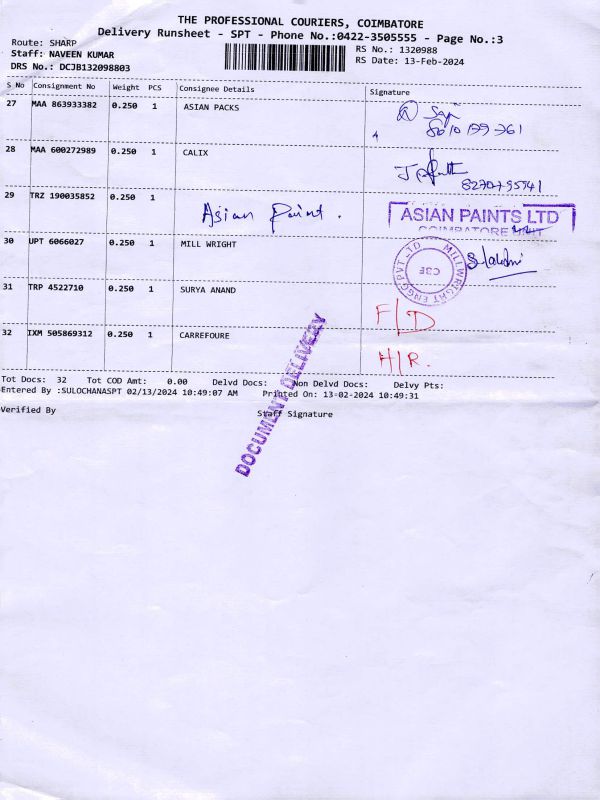 THE PROFESSIONAL COURIERS, COIMBATORE
Delivery Runsheet - SPT - Phone No.:0422-3505555 - Page No.:3
Route: SHARP
Staff: NAVEEN KUMAR
RS No.: 1320988
DRS No.: DCJB132098803
RS Date: 13-Feb-2024
S No Consignment No Weight PCS Consignee Details Signature
27 MAA 863933382 0.250 1 ASIAN PACKS
28 MAA 600272989 0.250 1 CALIX
8270795741
29 TRZ 190035852 0.250 1 Asian Paint.
ASIAN PAINTS LTD
COIMBATORE UNIT
30 UPT 6066027 0.250 1 MILL WRIGHT
MILLWRIGHT ENGG PVT LTD
CBE
31 TRP 4522710 0.250 1 SURYA ANAND F/D
32 IXM 505869312 0.250 1 CARREFOURE H/R.
Tot Docs: 32 Tot COD Amt: 0.00 Delvd Docs: Non Delvd Docs: Delvy Pts:
Entered By :SULOCHANASPT 02/13/2024 10:49:07 AM Printed On: 13-02-2024 10:49:31
Verified By Staff Signature
DOCUMENT DELIVERY